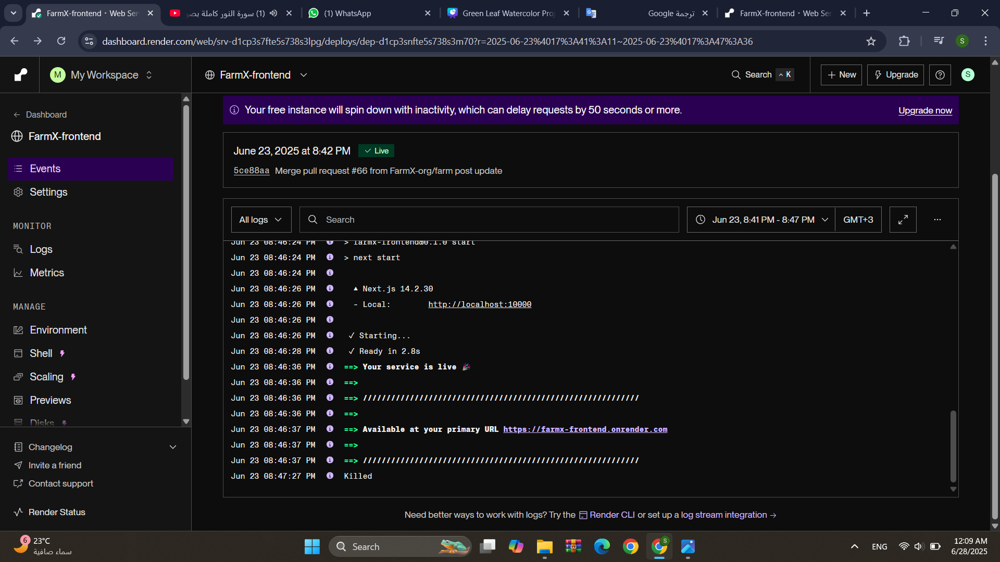 FarmX-frontend · Web Ser
(1) سورة النور كاملة بصو
(1) WhatsApp
Green Leaf Watercolor Proj
ترجمة Google
FarmX-frontend · Web Ser
dashboard.render.com/web/srv-d1cp3s7fte5s738s3lpg/deploys/dep-d1cp3snfte5s738s3m70?r=2025-06-23%4017%3A41%3A11~2025-06-23%4017%3A47%3A36
S
M My Workspace
FarmX-frontend
Search ^ K
+ New
Upgrade
S
← Dashboard
FarmX-frontend
Events
Settings
MONITOR
Logs
Metrics
MANAGE
Environment
Shell
Scaling
Previews
Disks
Changelog
Invite a friend
Contact support
Render Status
Your free instance will spin down with inactivity, which can delay requests by 50 seconds or more.
Upgrade now
June 23, 2025 at 8:42 PM ✓ Live
5ce88aa Merge pull request #66 from FarmX-org/farm post update
All logs
Search
Jun 23, 8:41 PM - 8:47 PM
GMT+3
Jun 23 08:46:24 PM > farmx-frontend@0.1.0 start
Jun 23 08:46:24 PM > next start
Jun 23 08:46:24 PM
Jun 23 08:46:26 PM ▲ Next.js 14.2.30
Jun 23 08:46:26 PM - Local: http://localhost:10000
Jun 23 08:46:26 PM
Jun 23 08:46:26 PM ✓ Starting...
Jun 23 08:46:28 PM ✓ Ready in 2.8s
Jun 23 08:46:36 PM ==> Your service is live 🎉
Jun 23 08:46:36 PM ==>
Jun 23 08:46:36 PM ==> ///////////////////////////////////////////////////////////
Jun 23 08:46:36 PM ==>
Jun 23 08:46:37 PM ==> Available at your primary URL https://farmx-frontend.onrender.com
Jun 23 08:46:37 PM ==>
Jun 23 08:46:37 PM ==> ///////////////////////////////////////////////////////////
Jun 23 08:47:27 PM Killed
Need better ways to work with logs? Try the Render CLI or set up a log stream integration →
6
23°C
سماء صافية
Search
S
ENG
12:09 AM
6/28/2025